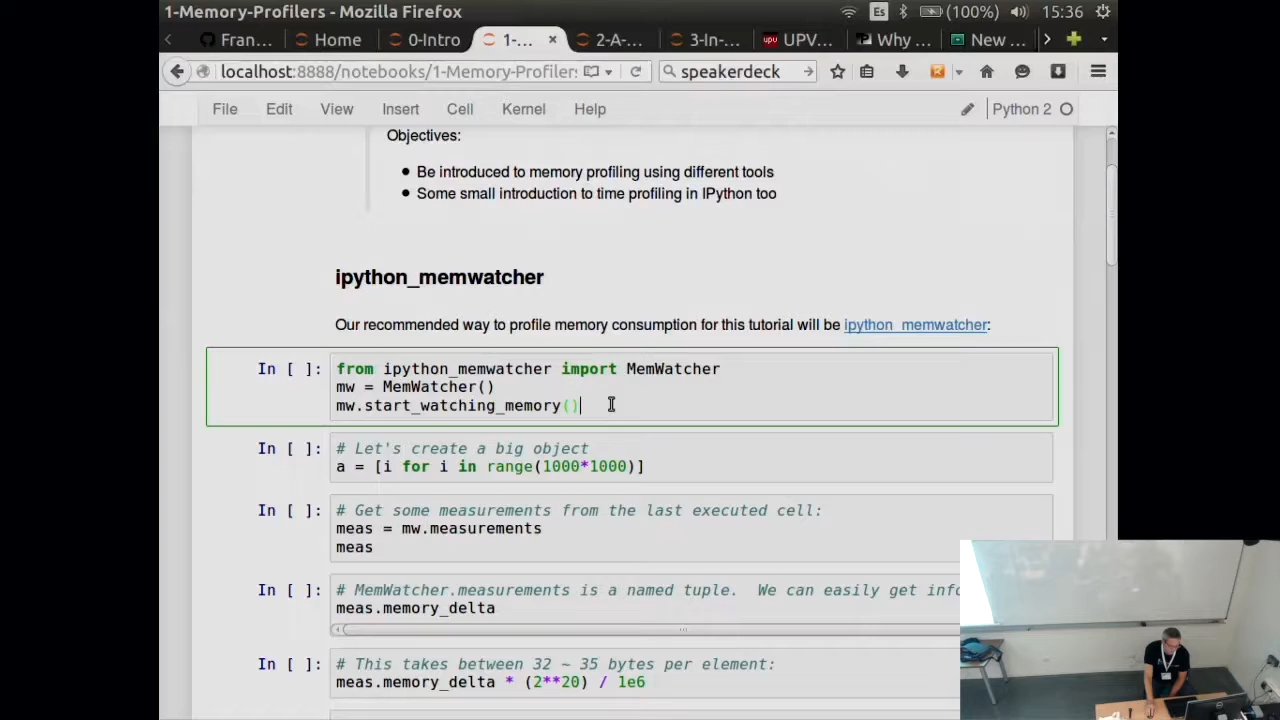 1-Memory-Profilers - Mozilla Firefox
Es (100%) 15:36
Fran... Home 0-Intro 1-... × 2-A-... 3-In-... upu UPV... Why ... New ...
localhost:8888/notebooks/1-Memory-Profiler: speakerdeck
File Edit View Insert Cell Kernel Help Python 2
Objectives:
• Be introduced to memory profiling using different tools
• Some small introduction to time profiling in IPython too
ipython_memwatcher
Our recommended way to profile memory consumption for this tutorial will be ipython_memwatcher:
In [ ]: from ipython_memwatcher import MemWatcher
mw = MemWatcher()
mw.start_watching_memory()
In [ ]: # Let's create a big object
a = [i for i in range(1000*1000)]
In [ ]: # Get some measurements from the last executed cell:
meas = mw.measurements
meas
In [ ]: # MemWatcher.measurements is a named tuple.  We can easily get info
meas.memory_delta
In [ ]: # This takes between 32 ~ 35 bytes per element:
meas.memory_delta * (2**20) / 1e6